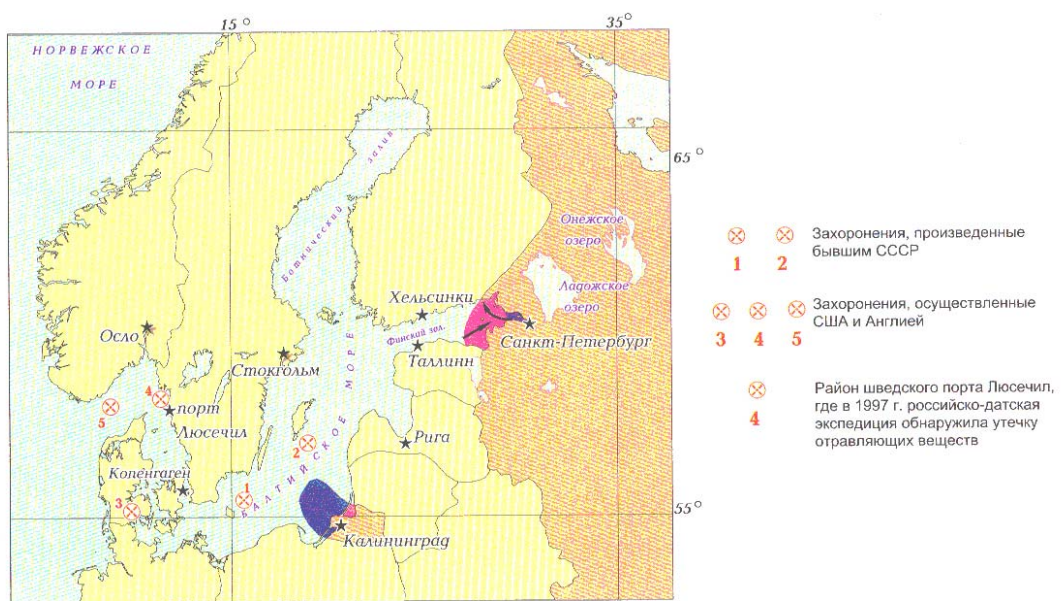 15 °
35 °
НОРВЕЖСКОЕ
МОРЕ
65 °
залив
Ботнический
Онежское
озеро
Ладожское
озеро
Хельсинки
Финский зал.
Санкт-Петербург
Таллинн
Осло
Стокгольм
МОРЕ
4
5
порт
Люсечил
2
Рига
БАЛТИЙСКОЕ
Копенгаген
1
3
55 °
Калининград
Захоронения, произведенные
бывшим СССР
1 2
Захоронения, осуществленные
США и Англией
3 4 5
Район шведского порта Люсечил,
где в 1997 г. российско-датская
экспедиция обнаружила утечку
отравляющих веществ
4